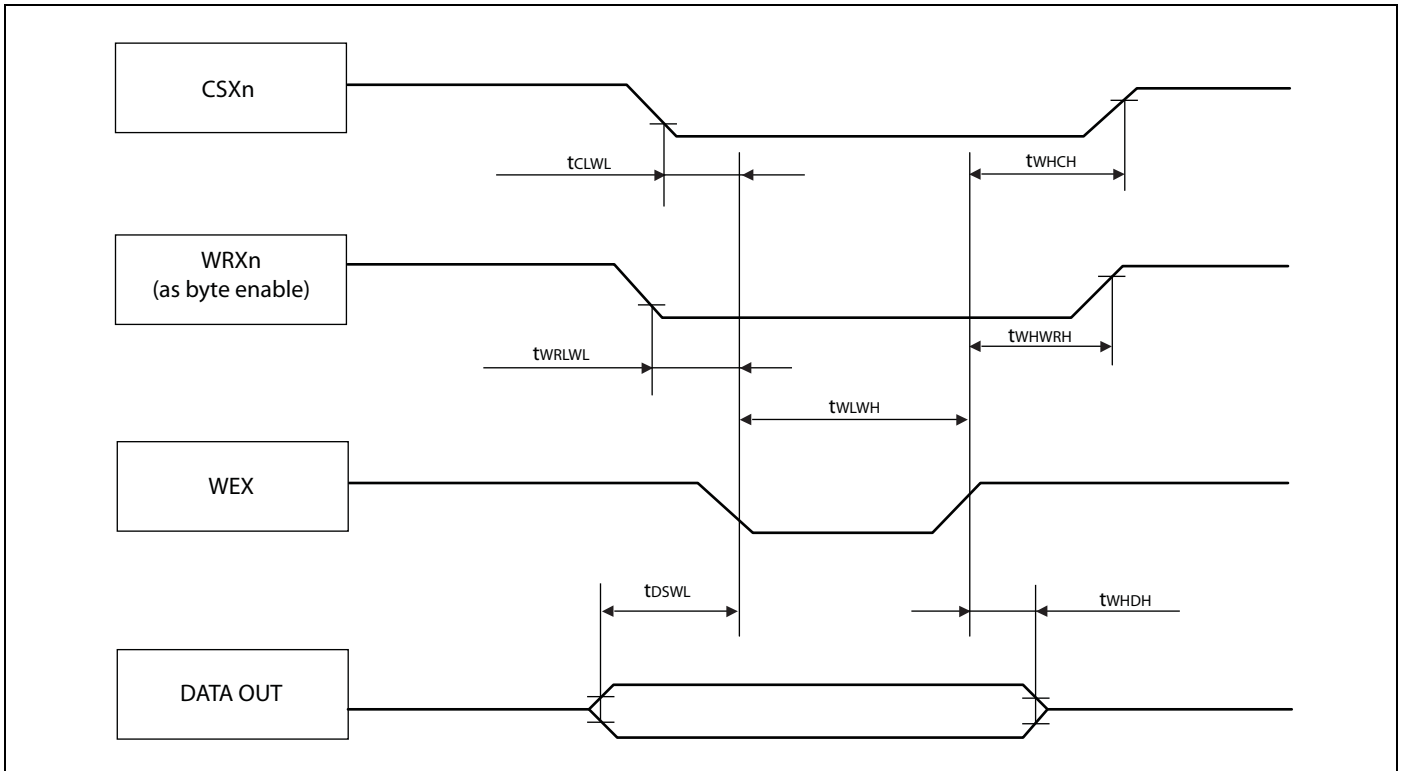 CSXn
tCLWL
tWHCH
WRXn
(as byte enable)
tWHWRH
tWRLWL
tWLWH
WEX
tDSWL
tWHDH
DATA OUT